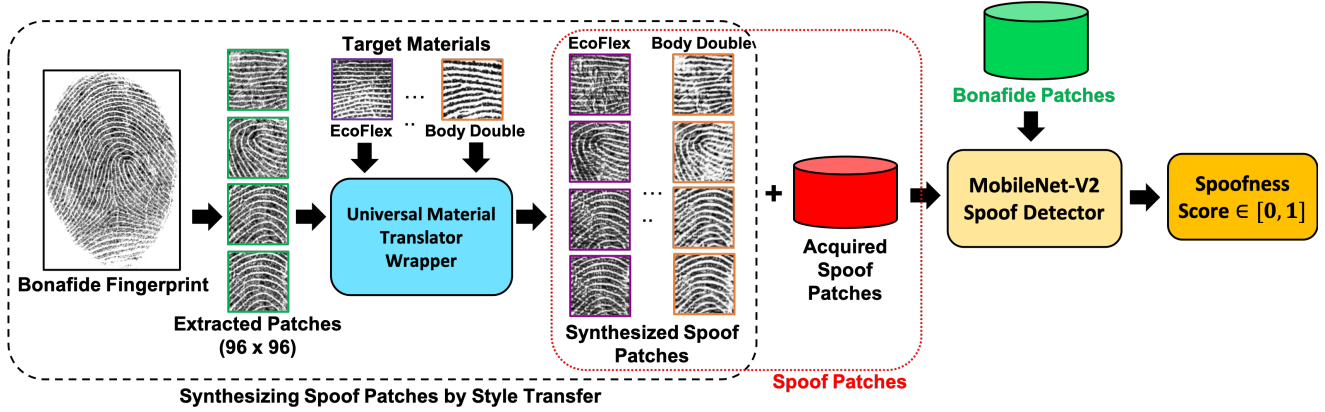 Target Materials
EcoFlex
Body Double
Bonafide Fingerprint
Extracted Patches
(96 x 96)
Universal Material
Translator
Wrapper
EcoFlex
Body Double
Synthesized Spoof
Patches
Synthesizing Spoof Patches by Style Transfer
+
Acquired
Spoof
Patches
Spoof Patches
Bonafide Patches
MobileNet-V2
Spoof Detector
Spoofness
Score ∈ [0, 1]